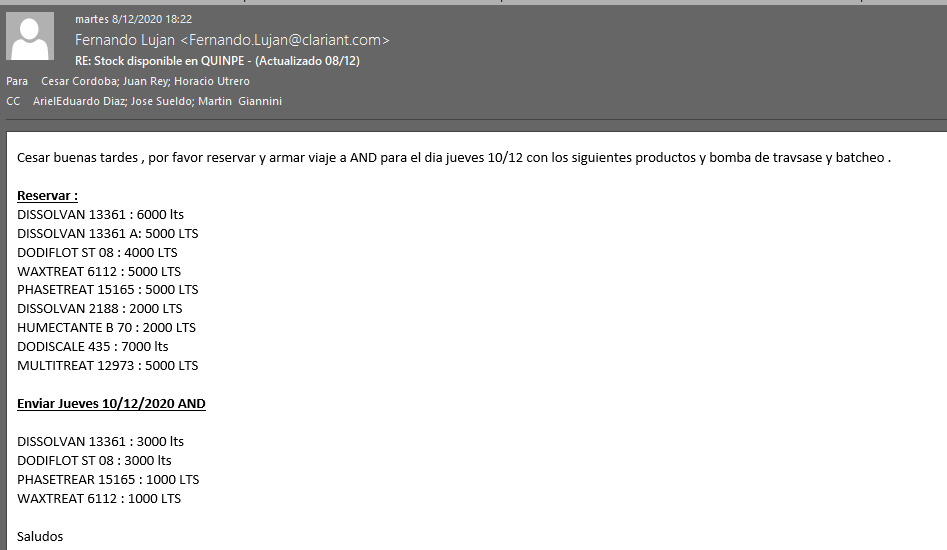 martes 8/12/2020 18:22
Fernando Lujan <Fernando.Lujan@clariant.com>
RE: Stock disponible en QUINPE - (Actualizado 08/12)
Para Cesar Cordoba; Juan Rey; Horacio Utrero
CC ArielEduardo Diaz; Jose Sueldo; Martin Giannini
Cesar buenas tardes , por favor reservar y armar viaje a AND para el dia jueves 10/12 con los siguientes productos y bomba de travsase y batcheo .
Reservar :
DISSOLVAN 13361 : 6000 lts
DISSOLVAN 13361 A: 5000 LTS
DODIFLOT ST 08 : 4000 LTS
WAXTREAT 6112 : 5000 LTS
PHASETREAT 15165 : 5000 LTS
DISSOLVAN 2188 : 2000 LTS
HUMECTANTE B 70 : 2000 LTS
DODISCALE 435 : 7000 lts
MULTITREAT 12973 : 5000 LTS
Enviar Jueves 10/12/2020 AND
DISSOLVAN 13361 : 3000 lts
DODIFLOT ST 08 : 3000 lts
PHASETREAR 15165 : 1000 LTS
WAXTREAT 6112 : 1000 LTS
Saludos